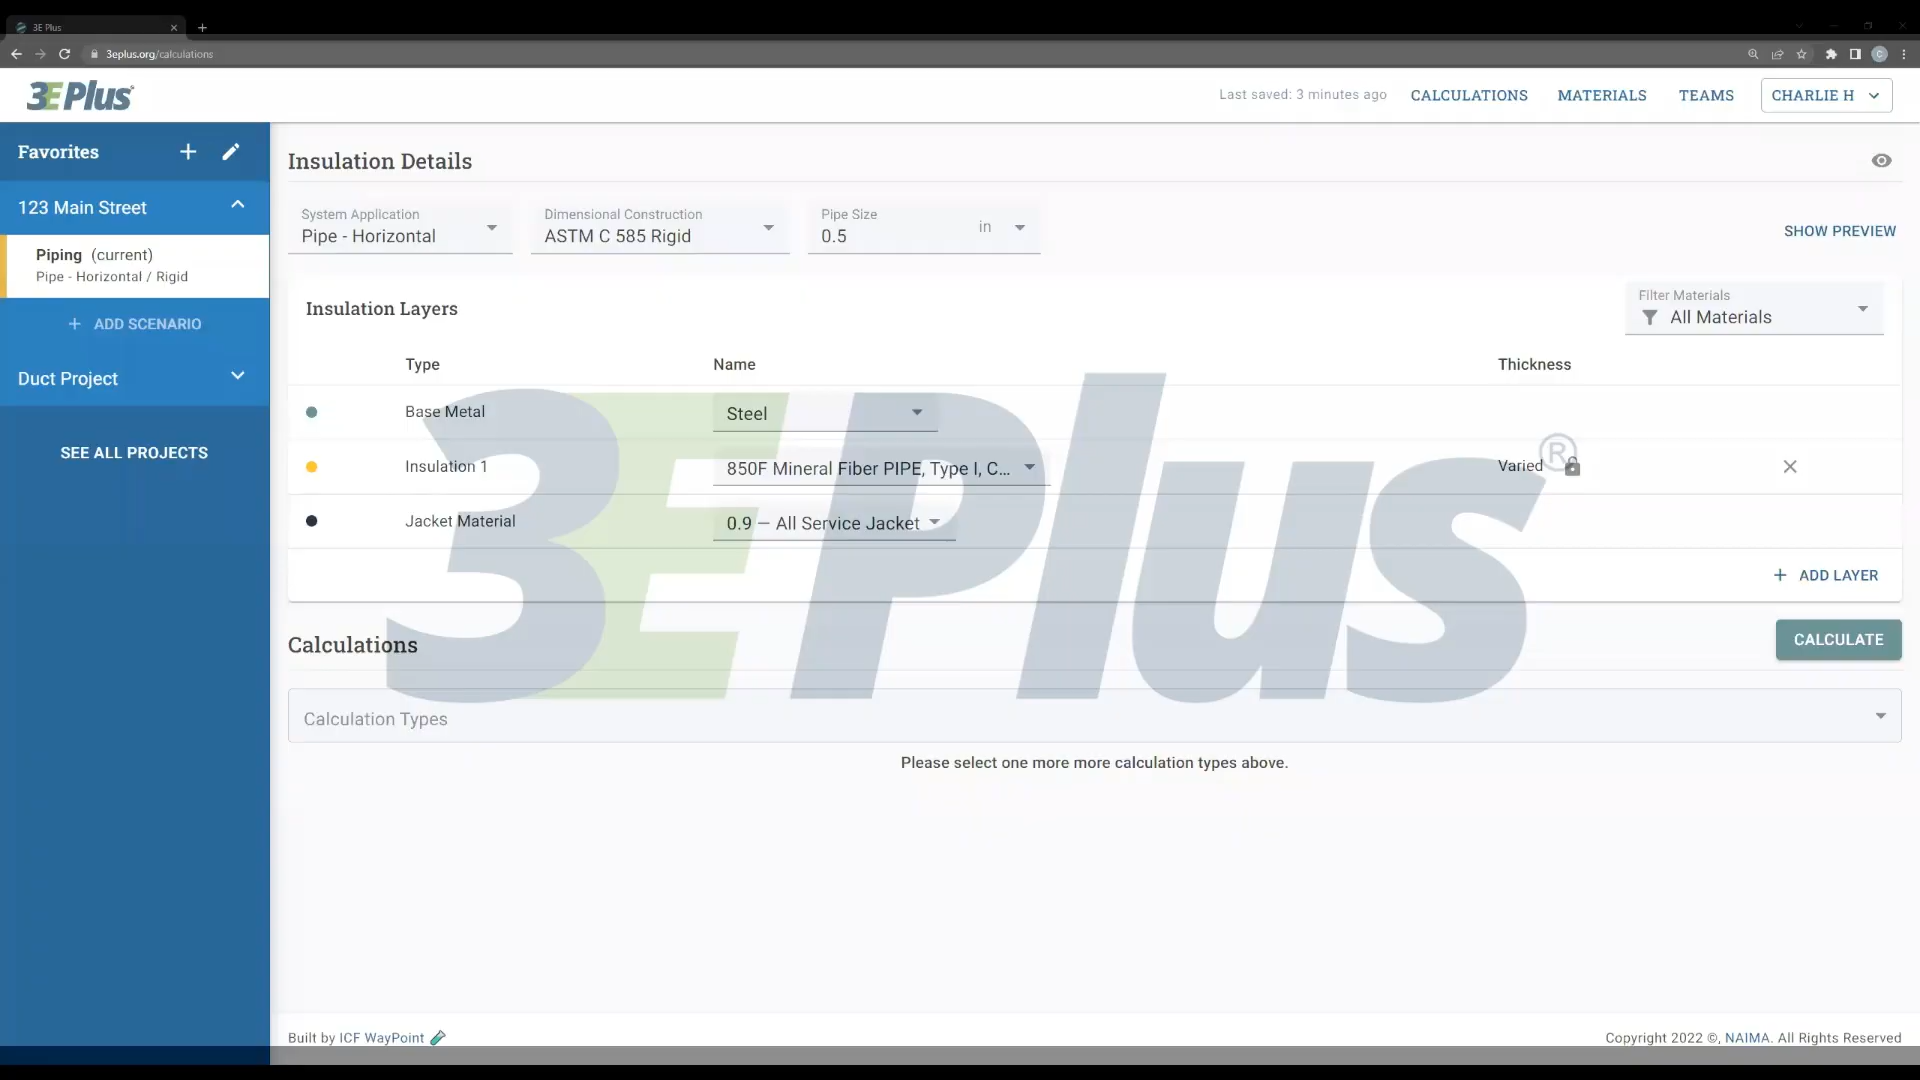 3E Plus
3eplus.org/calculations
3E Plus
Last saved: 3 minutes ago
CALCULATIONS
MATERIALS
TEAMS
CHARLIE H
Favorites
123 Main Street
Piping (current)
Pipe - Horizontal / Rigid
+ ADD SCENARIO
Duct Project
SEE ALL PROJECTS
Insulation Details
System Application
Pipe - Horizontal
Dimensional Construction
ASTM C 585 Rigid
Pipe Size
0.5 in
SHOW PREVIEW
Insulation Layers
Filter Materials
All Materials
Type Name Thickness
Base Metal Steel
Insulation 1 850F Mineral Fiber PIPE, Type I, C... Varied
Jacket Material 0.9 — All Service Jacket
+ ADD LAYER
3EPlus®
Calculations
CALCULATE
Calculation Types
Please select one more more calculation types above.
Built by ICF WayPoint
Copyright 2022 ©, NAIMA. All Rights Reserved